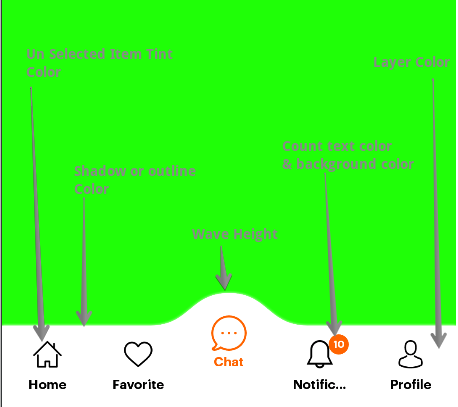 Un Selected Item Tint
Color
Layer Color
Count text color
& background color
Shadow or outline
Color
Wave Height
10
Chat
Home
Favorite
Notific...
Profile